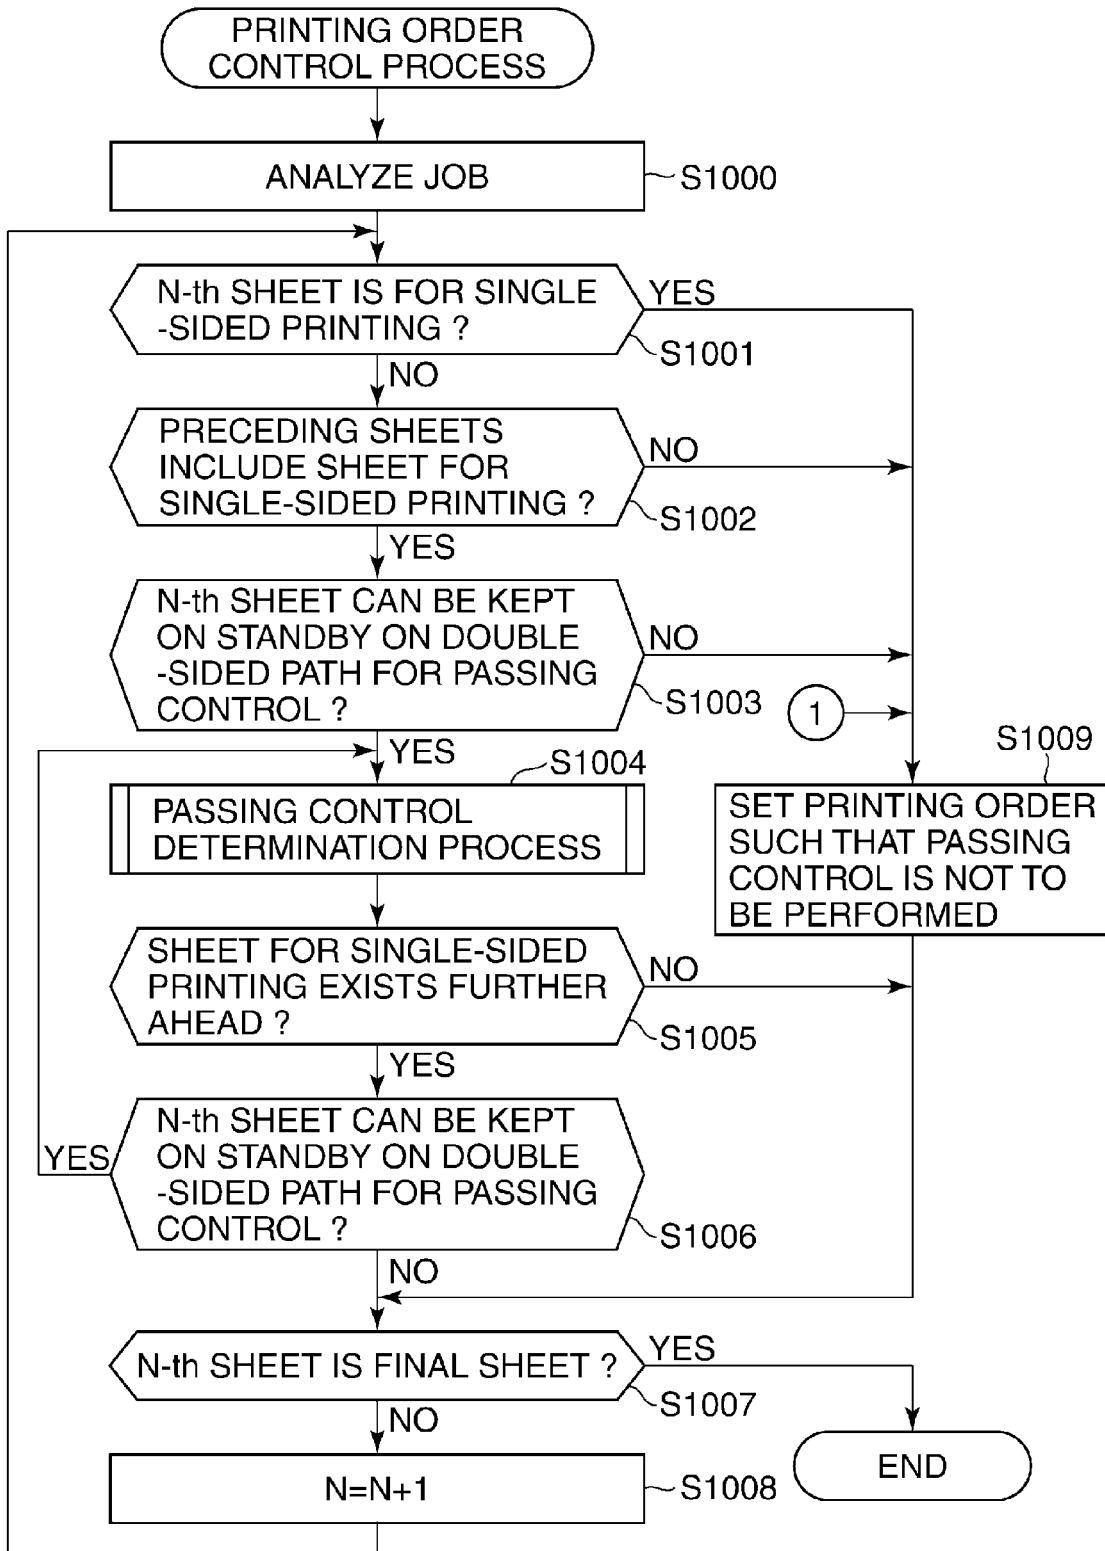 PRINTING ORDER
CONTROL PROCESS
ANALYZE JOB
S1000
N-th SHEET IS FOR SINGLE
-SIDED PRINTING ?
YES
S1001
NO
PRECEDING SHEETS
INCLUDE SHEET FOR
SINGLE-SIDED PRINTING ?
NO
S1002
YES
N-th SHEET CAN BE KEPT
ON STANDBY ON DOUBLE
-SIDED PATH FOR PASSING
CONTROL ?
NO
S1003
1
YES
S1004
S1009
PASSING CONTROL
DETERMINATION PROCESS
SET PRINTING ORDER
SUCH THAT PASSING
CONTROL IS NOT TO
BE PERFORMED
SHEET FOR SINGLE-SIDED
PRINTING EXISTS FURTHER
AHEAD ?
NO
S1005
YES
N-th SHEET CAN BE KEPT
ON STANDBY ON DOUBLE
-SIDED PATH FOR PASSING
CONTROL ?
YES
S1006
NO
N-th SHEET IS FINAL SHEET ?
YES
S1007
NO
END
N=N+1
S1008